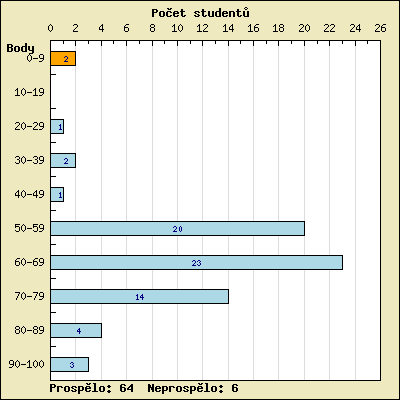 Počet studentů
0 2 4 6 8 10 12 14 16 18 20 22 24 26
Body
0-9 2
10-19
20-29 1
30-39 2
40-49 1
50-59 20
60-69 23
70-79 14
80-89 4
90-100 3
Prospělo: 64 Neprospělo: 6